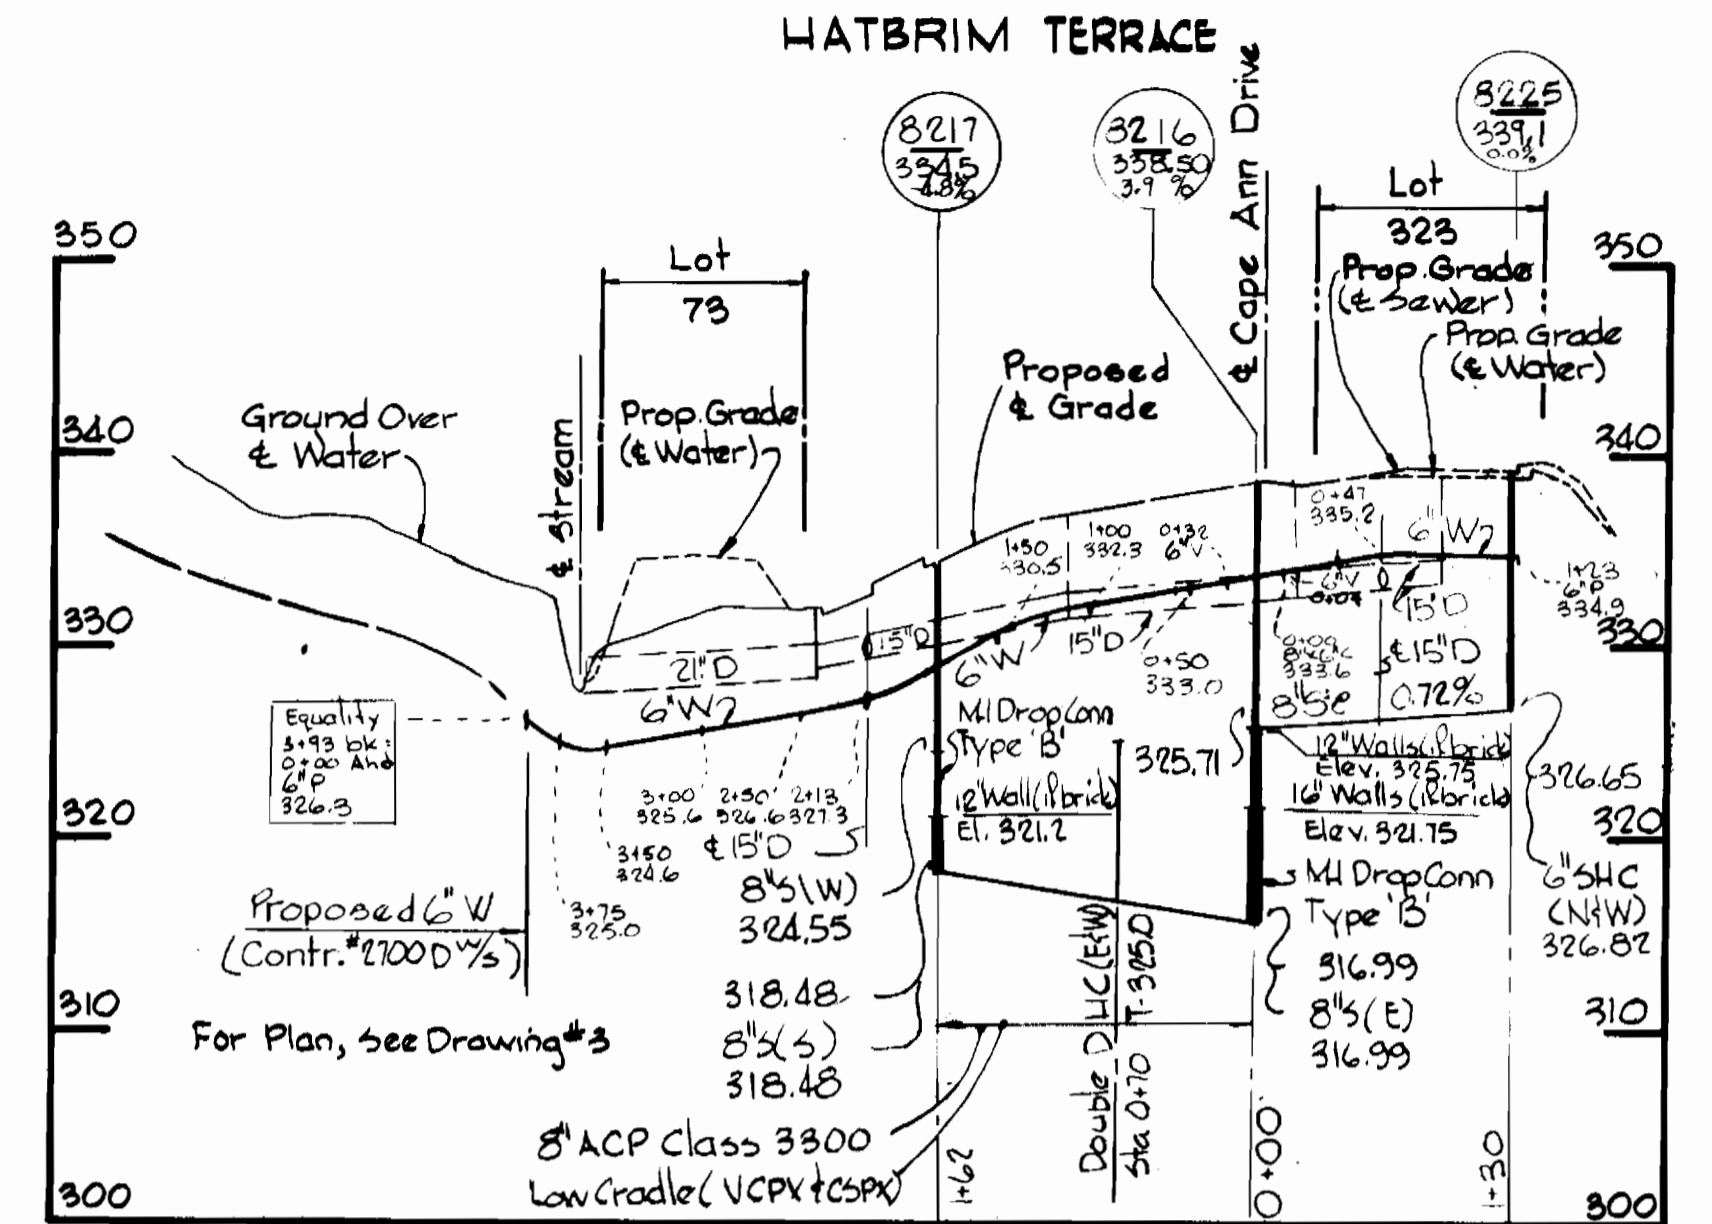 HATBRIM TERRACE
8217
334.5
4.8%
3216
338.50
3.9 %
℄ Cape Ann Drive
8225
339.1
0.0%
Lot
323
Lot
73
350
340
330
320
310
300
350
340
330
320
310
300
Prop. Grade
(℄ Sewer)
Prop. Grade
(℄ Water)
Proposed
℄ Grade
Ground Over
℄ Water
℄ Stream
Prop. Grade
(℄ Water)
1+50
330.5
1+00
332.3
0+32
6"V
0+47
335.2
6" W
6"V
0+07
15"D
1+23
6"P
334.9
15"D
21"D
6"W
6"W
15"D
0+50
333.0
0+00
333.6
℄ 15"D
0.72%
8"S
Equality
3+93 bk =
0+00 Ahd
6"P
326.3
MH Drop Conn
Type 'B'
12" Wall (
brick)
El. 321.2
325.71
12" Walls (
brick)
Elev. 325.75
16" Walls (
brick)
Elev. 321.75
326.65
3+00
325.6
2+50
326.6
2+13
327.3
℄ 15"D
3+50
324.6
3+75
325.0
8"S(W)
324.55
318.48
8"S(S)
318.48
Proposed 6" W
(Contr. #2700 D W/S)
For Plan, See Drawing #3
MH Drop Conn
Type 'B'
316.99
8"S(E)
316.99
6" SHC
(N&W)
326.82
Double DHC (E&W)
Sta 0+70 T-325.0
8" ACP Class 3300
Low Cradle (VCPX & CSPX)
1+62
0+00
1+30